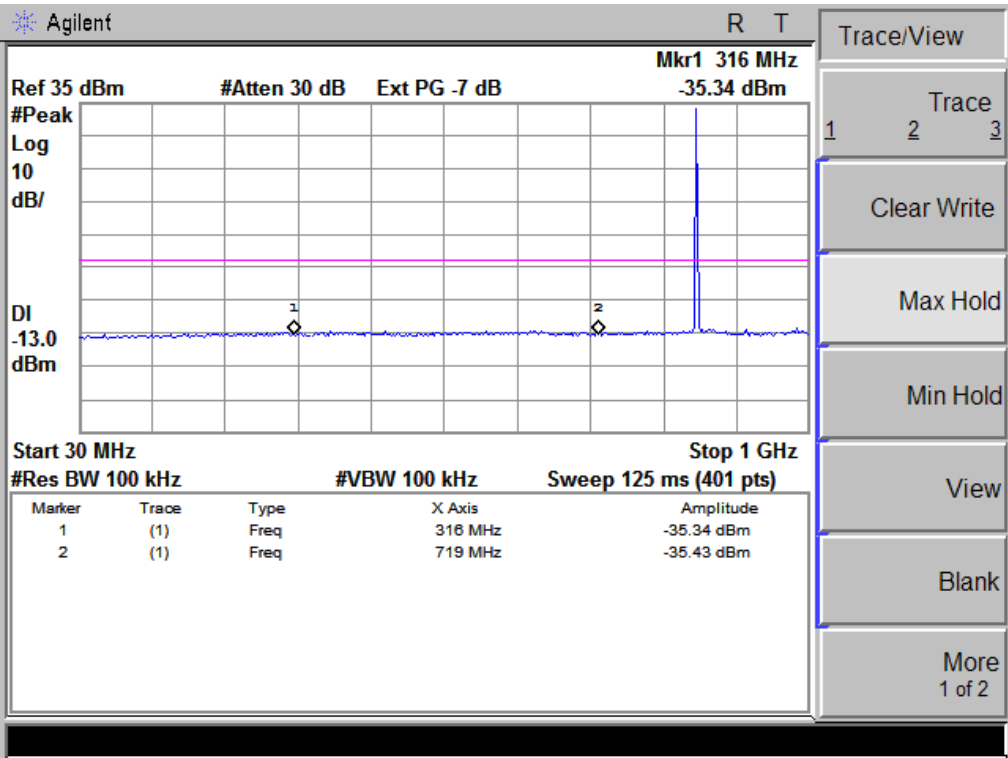 Agilent
R T
Mkr1 316 MHz
Ref 35 dBm #Atten 30 dB Ext PG -7 dB -35.34 dBm
#Peak
Log
10
dB/
1 2
DI
-13.0
dBm
Start 30 MHz Stop 1 GHz
#Res BW 100 kHz #VBW 100 kHz Sweep 125 ms (401 pts)
Marker Trace Type X Axis Amplitude
1 (1) Freq 316 MHz -35.34 dBm
2 (1) Freq 719 MHz -35.43 dBm
Trace/View
Trace
1 2 3
Clear Write
Max Hold
Min Hold
View
Blank
More
1 of 2